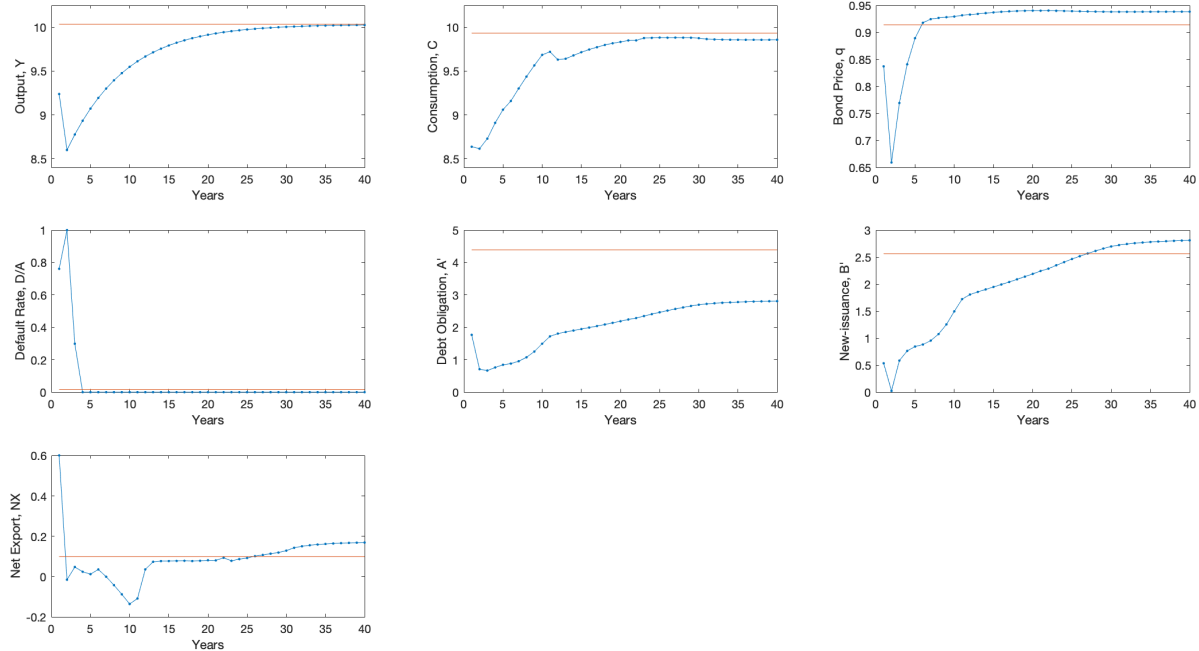 10
9.5
9
8.5
0 5 10 15 20 25 30 35 40
Output, Y
Years
10
9.5
9
8.5
0 5 10 15 20 25 30 35 40
Consumption, C
Years
0.95
0.9
0.85
0.8
0.75
0.7
0.65
0 5 10 15 20 25 30 35 40
Bond Price, q
Years
1
0.8
0.6
0.4
0.2
0
0 5 10 15 20 25 30 35 40
Default Rate, D/A
Years
5
4
3
2
1
0
0 5 10 15 20 25 30 35 40
Debt Obligation, A'
Years
3
2.5
2
1.5
1
0.5
0
0 5 10 15 20 25 30 35 40
New-issuance, B'
Years
0.6
0.4
0.2
0
-0.2
0 5 10 15 20 25 30 35 40
Net Export, NX
Years